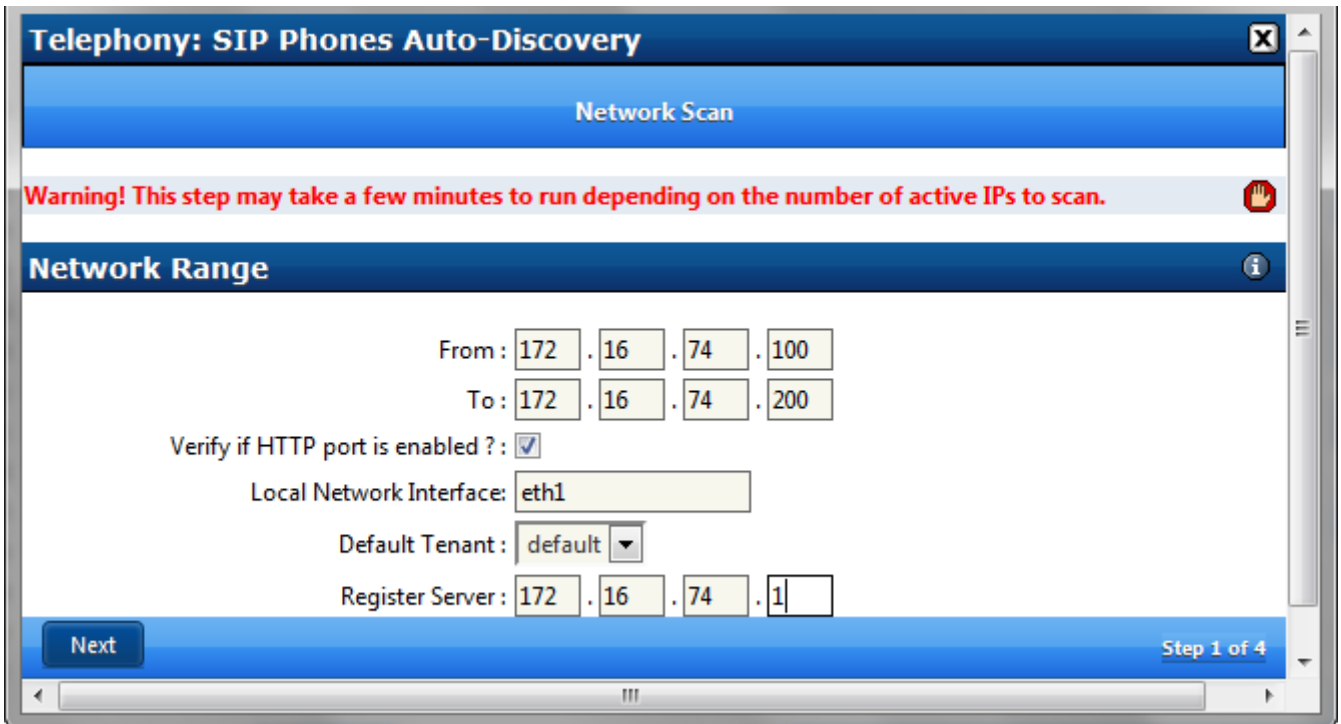 Telephony: SIP Phones Auto-Discovery
Network Scan
Warning! This step may take a few minutes to run depending on the number of active IPs to scan.
Network Range
From : 172 . 16 . 74 . 100
To : 172 . 16 . 74 . 200
Verify if HTTP port is enabled ? :
Local Network Interface: eth1
Default Tenant : default
Register Server : 172 . 16 . 74 . 1
Next Step 1 of 4